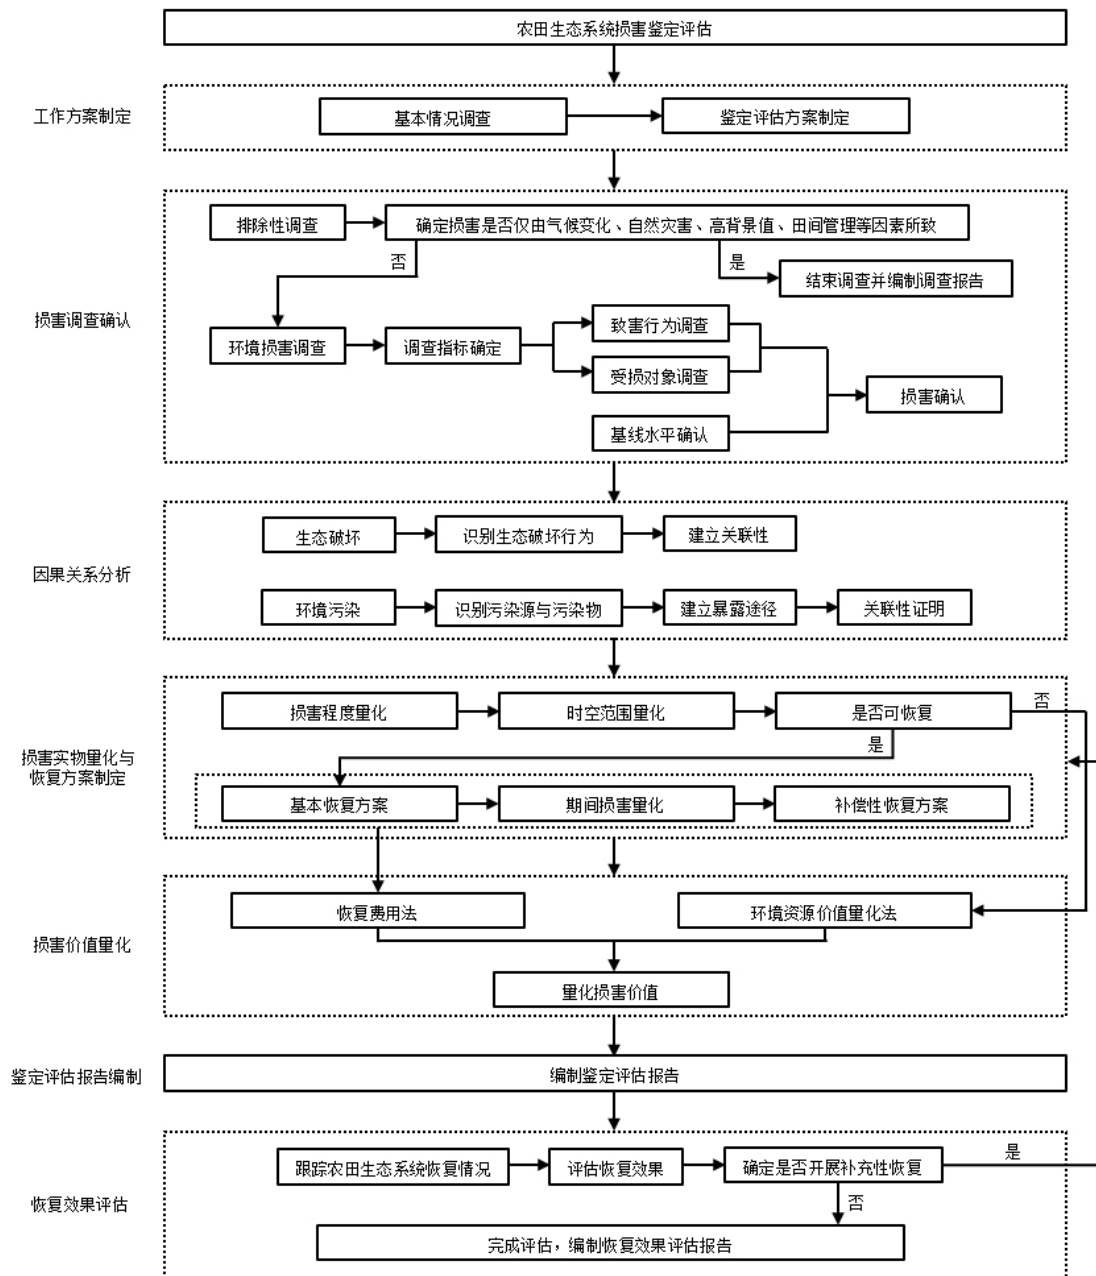 农田生态系统损害鉴定评估
工作方案制定
基本情况调查
鉴定评估方案制定
损害调查确认
排除性调查
确定损害是否仅由气候变化、自然灾害、高背景值、田间管理等因素所致
否
是
结束调查并编制调查报告
环境损害调查
调查指标确定
致害行为调查
受损对象调查
基线水平确认
损害确认
因果关系分析
生态破坏
识别生态破坏行为
建立关联性
环境污染
识别污染源与污染物
建立暴露途径
关联性证明
损害实物量化与
恢复方案制定
损害程度量化
时空范围量化
是否可恢复
否
是
基本恢复方案
期间损害量化
补偿性恢复方案
损害价值量化
恢复费用法
环境资源价值量化法
量化损害价值
鉴定评估报告编制
编制鉴定评估报告
恢复效果评估
跟踪农田生态系统恢复情况
评估恢复效果
确定是否开展补充性恢复
是
否
完成评估，编制恢复效果评估报告